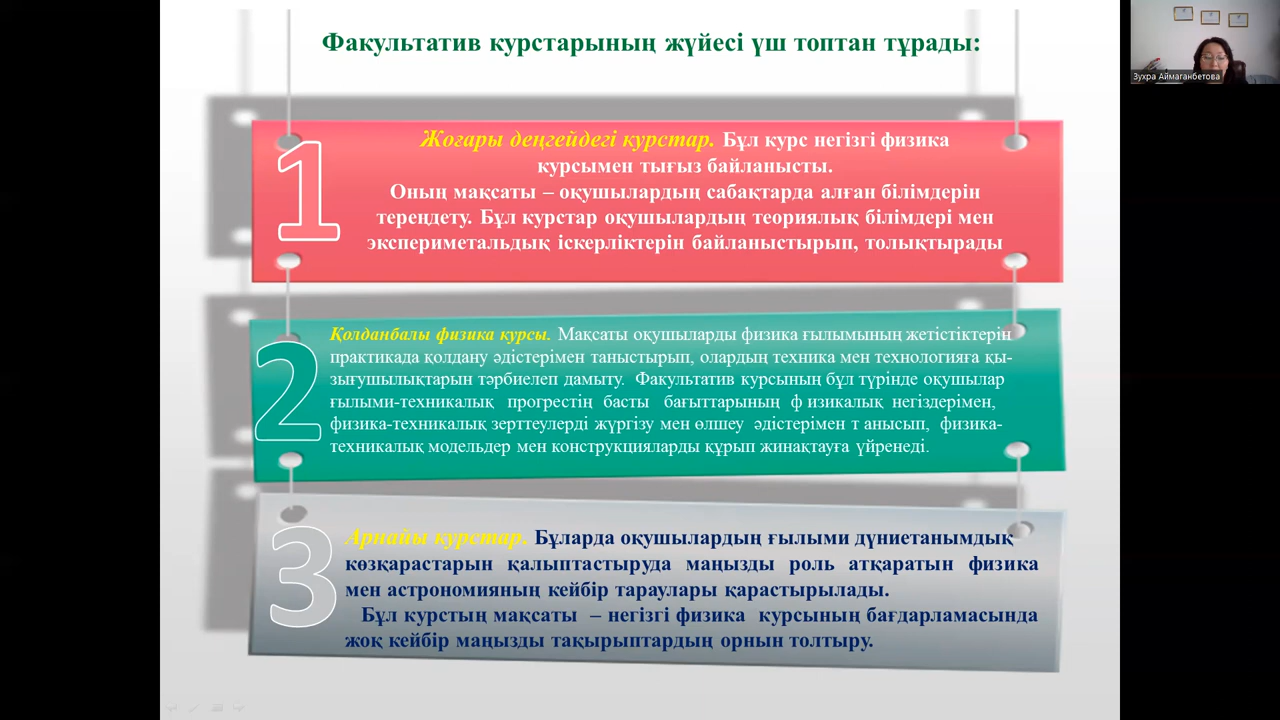 Факультатив курстарының жүйесі үш топтан тұрады:
Зухра Аймаганбетова
1
Жоғары деңгейдегі курстар. Бұл курс негізгі физика
курсымен тығыз байланысты.
Оның мақсаты – оқушылардың сабақтарда алған білімдерін
тереңдету. Бұл курстар оқушылардың теориялық білімдері мен
экспериметальдық іскерліктерін байланыстырып, толықтырады
2
Қолданбалы физика курсы. Мақсаты оқушыларды физика ғылымының жетістіктерін
практикада қолдану әдістерімен таныстырып, олардың техника мен технологияға қы-
зығушылықтарын тәрбиелеп дамыту. Факультатив курсының бұл түрінде оқушылар
ғылыми-техникалық прогрестің басты бағыттарының ф изикалық негіздерімен,
физика-техникалық зерттеулерді жүргізу мен өлшеу әдістерімен т анысып, физика-
техникалық модельдер мен конструкцияларды құрып жинақтауға үйренеді.
3
Арнайы курстар. Бұларда оқушылардың ғылыми дүниетанымдық
көзқарастарын қалыптастыруда маңызды роль атқаратын физика
мен астрономияның кейбір тараулары қарастырылады.
Бұл курстың мақсаты – негізгі физика курсының бағдарламасында
жоқ кейбір маңызды тақырыптардың орнын толтыру.